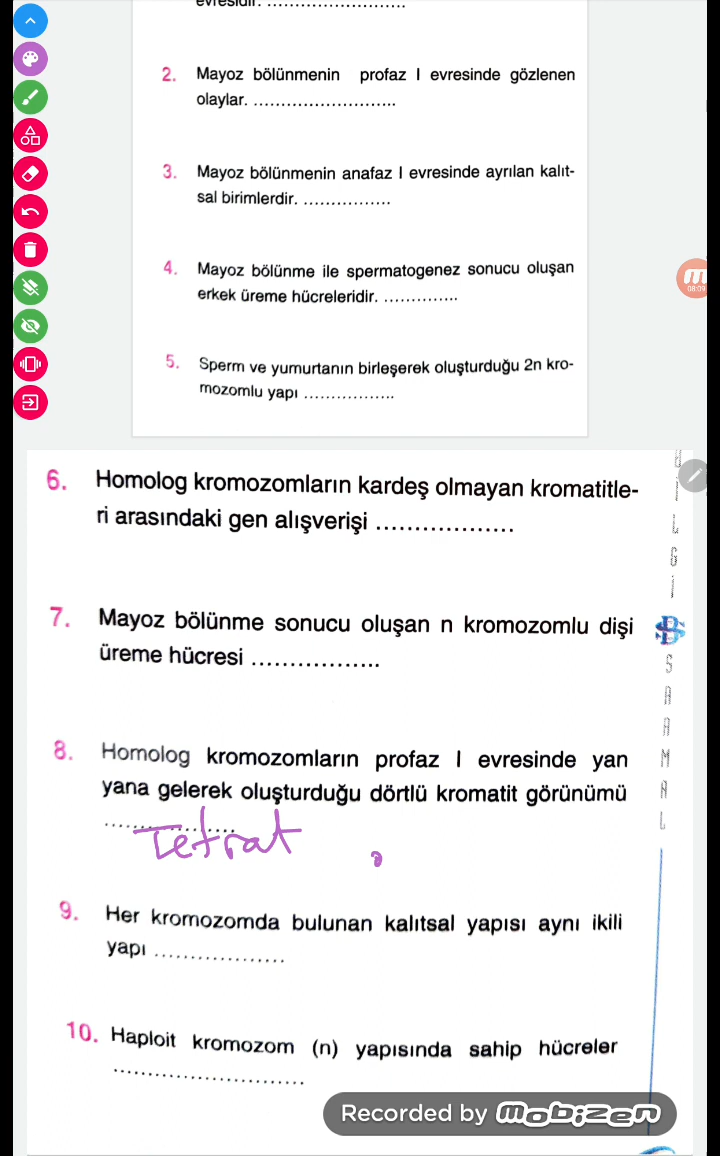 evresidir. ..........................
2. Mayoz bölünmenin profaz I evresinde gözlenen
olaylar. ..........................
3. Mayoz bölünmenin anafaz I evresinde ayrılan kalıt-
sal birimlerdir. ................
08:09
4. Mayoz bölünme ile spermatogenez sonucu oluşan
erkek üreme hücreleridir. ..............
5. Sperm ve yumurtanın birleşerek oluşturduğu 2n kro-
mozomlu yapı .................
6. Homolog kromozomların kardeş olmayan kromatitle-
ri arasındaki gen alışverişi ..................
7. Mayoz bölünme sonucu oluşan n kromozomlu dişi
üreme hücresi .................
8. Homolog kromozomların profaz I evresinde yan
yana gelerek oluşturduğu dörtlü kromatit görünümü
..................
Tetrat
9. Her kromozomda bulunan kalıtsal yapısı aynı ikili
yapı ..................
10. Haploit kromozom (n) yapısında sahip hücreler
..........................
SARMAL
Recorded by Mobizen